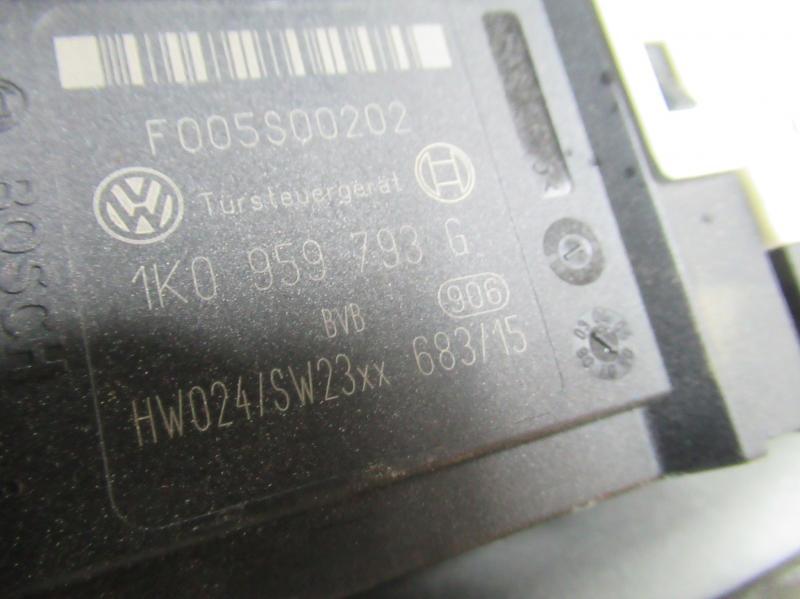 F005S00202
Türsteuergerät
1K0 959 793 G
BVB 906
HW024/SW23xx 683/15
BOSCH